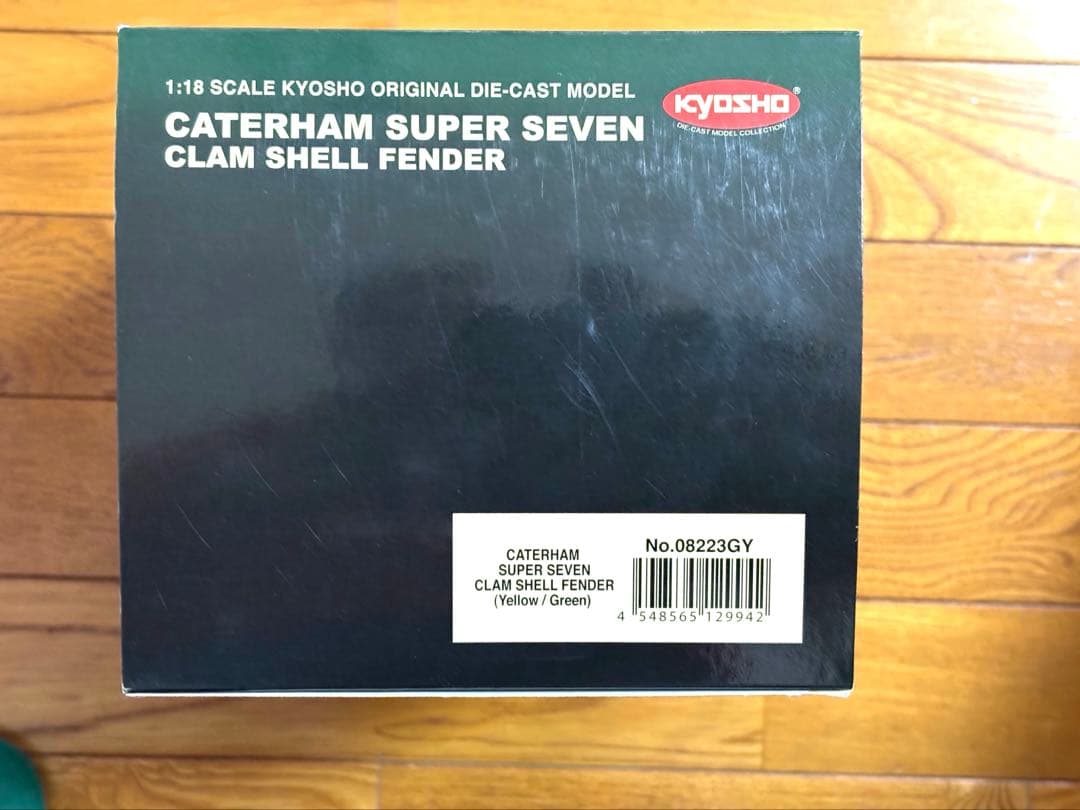 1:18 SCALE KYOSHO ORIGINAL DIE-CAST MODEL
CATERHAM SUPER SEVEN
CLAM SHELL FENDER
KYOSHO®
DIE-CAST MODEL COLLECTION
CATERHAM
SUPER SEVEN
CLAM SHELL FENDER
(Yellow / Green)
No.08223GY
4 548565 129942